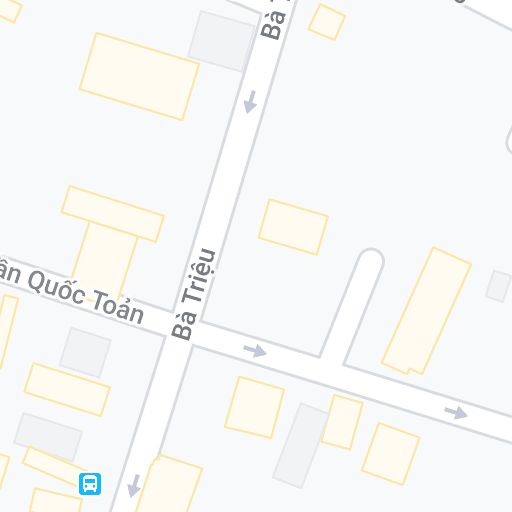 Bà
Bà Triệu
ần Quốc Toản